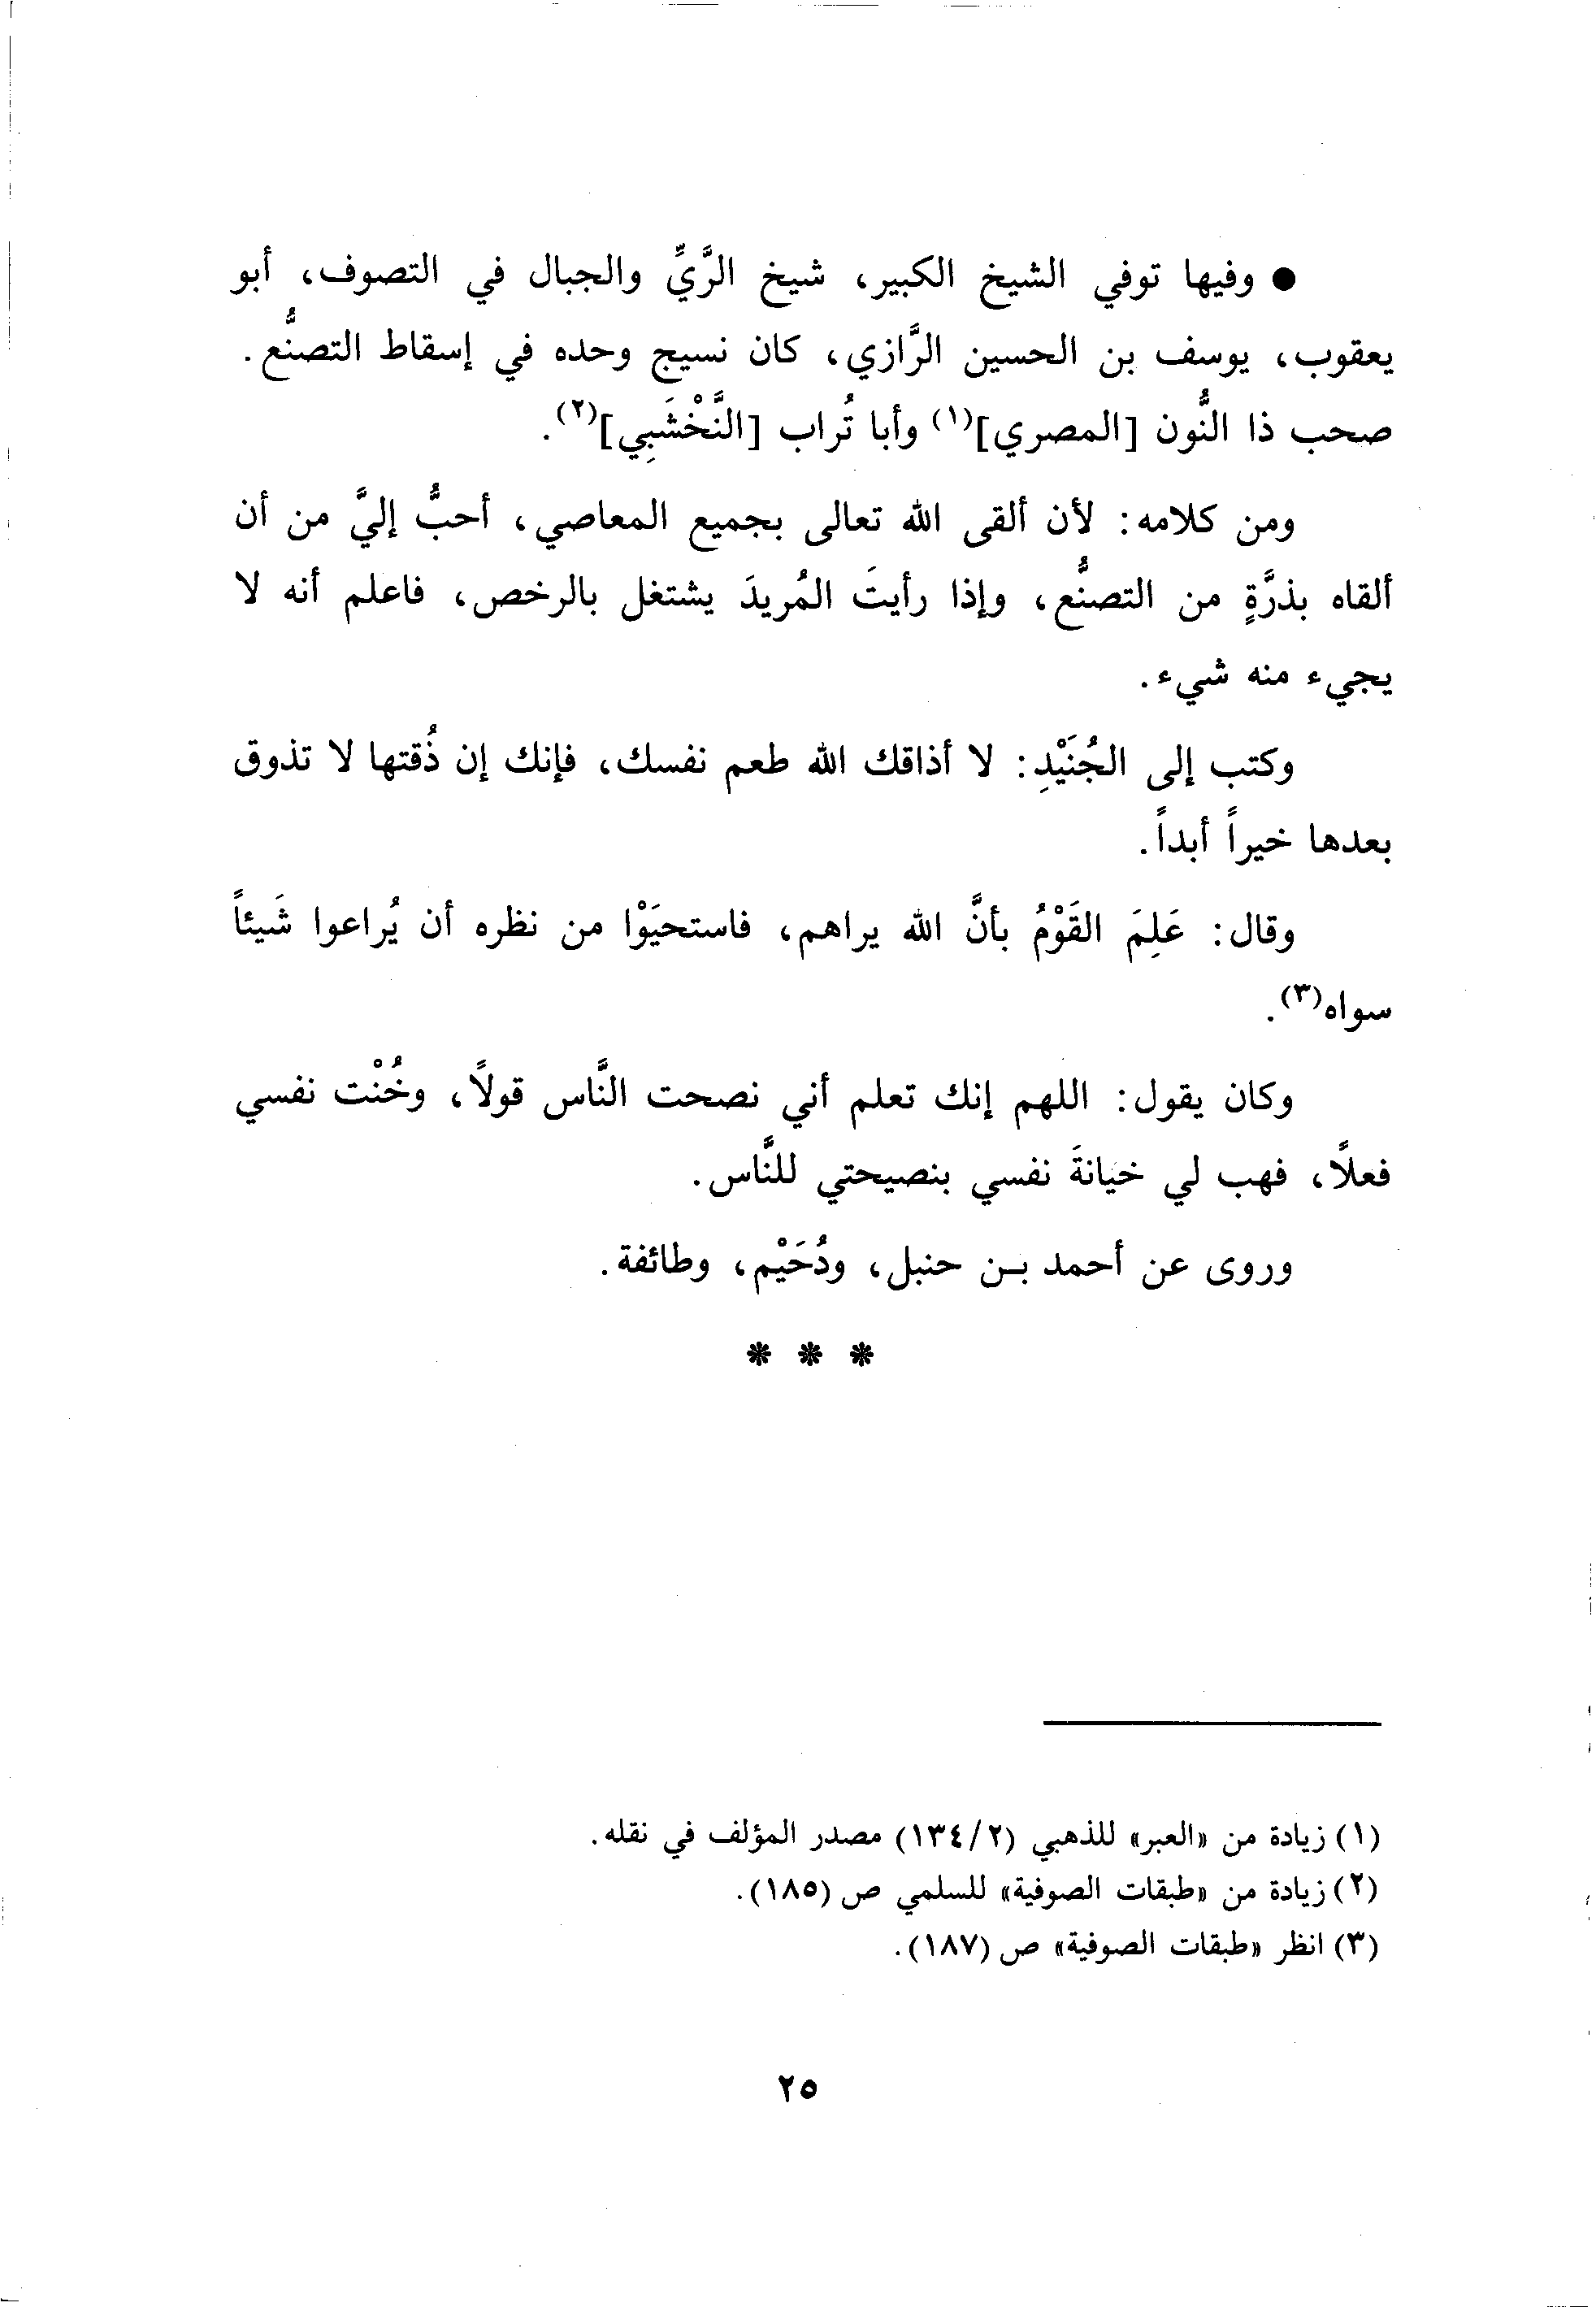 ● وفيها توفي الشيخ الكبير، شيخ الرَّيِّ والجبال في التصوف، أبو
يعقوب، يوسف بن الحسين الرَّازي، كان نسيج وحده في إسقاط التصنُّع.
صحب ذا النُّون [المصري](١) وأبا تُراب [النَّخْشَبِي](٢).
ومن كلامه: لأن ألقى الله تعالى بجميع المعاصي، أحبُّ إليَّ من أن
ألقاه بذرَّةٍ من التصنُّع، وإذا رأيتَ المُريدَ يشتغل بالرخص، فاعلم أنه لا
يجيء منه شيء.
وكتب إلى الجُنَيْدِ: لا أذاقك الله طعم نفسك، فإنك إن ذُقتها لا تذوق
بعدها خيراً أبداً.
وقال: عَلِمَ القَوْمُ بأنَّ الله يراهم، فاستحيَوْا من نظره أن يُراعوا شَيئاً
سواه(٣).
وكان يقول: اللهم إنك تعلم أني نصحت النَّاس قولاً، وخُنْت نفسي
فعلاً، فهب لي خيانةَ نفسي بنصيحتي للنَّاس.
وروى عن أحمد بن حنبل، ودُحَيْم، وطائفة.
* * *
(١) زيادة من «العبر» للذهبي (١٣٤/٢) مصدر المؤلف في نقله.
(٢) زيادة من «طبقات الصوفية» للسلمي ص (١٨٥).
(٣) انظر «طبقات الصوفية» ص (١٨٧).
٢٥